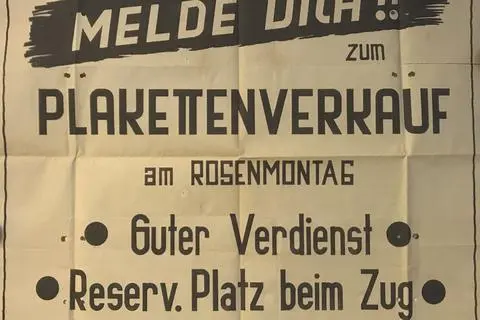 MELDE DICH!!
zum
PLAKETTENVERKAUF
am ROSENMONTAG
• Guter Verdienst •
• Reserv. Platz beim Zug •